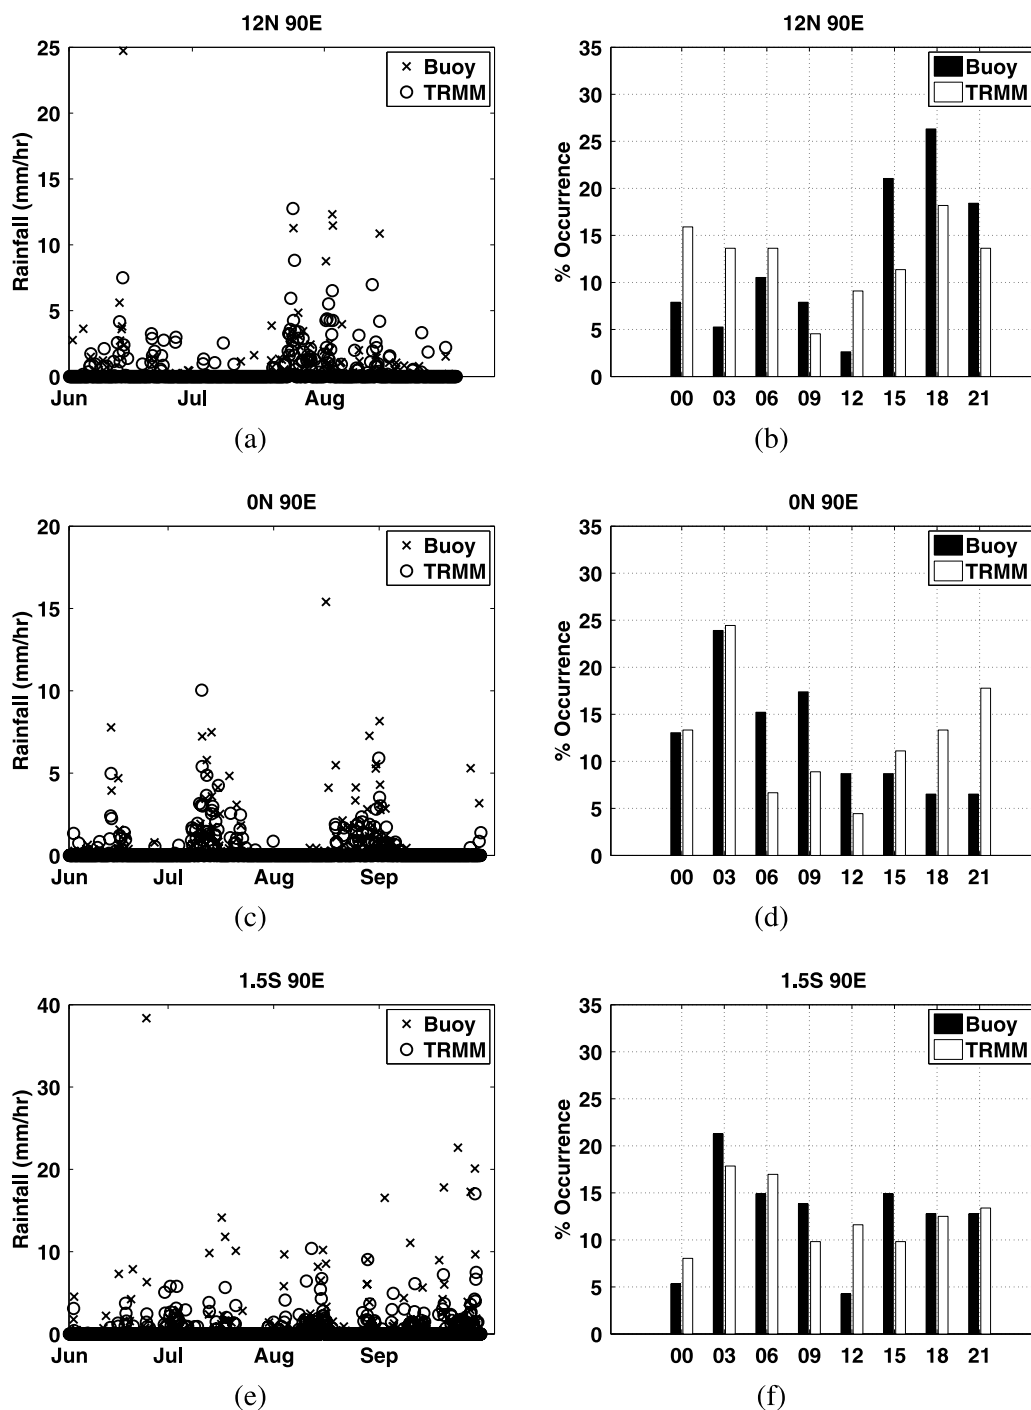 12N 90E
25
20
15
10
5
0
Rainfall (mm/hr)
Buoy
TRMM
Jun Jul Aug
(a)
12N 90E
35
30
25
20
15
10
5
0
% Occurrence
Buoy
TRMM
00 03 06 09 12 15 18 21
(b)
0N 90E
20
15
10
5
0
Rainfall (mm/hr)
Buoy
TRMM
Jun Jul Aug Sep
(c)
0N 90E
35
30
25
20
15
10
5
0
% Occurrence
Buoy
TRMM
00 03 06 09 12 15 18 21
(d)
1.5S 90E
40
30
20
10
0
Rainfall (mm/hr)
Buoy
TRMM
Jun Jul Aug Sep
(e)
1.5S 90E
35
30
25
20
15
10
5
0
% Occurrence
Buoy
TRMM
00 03 06 09 12 15 18 21
(f)